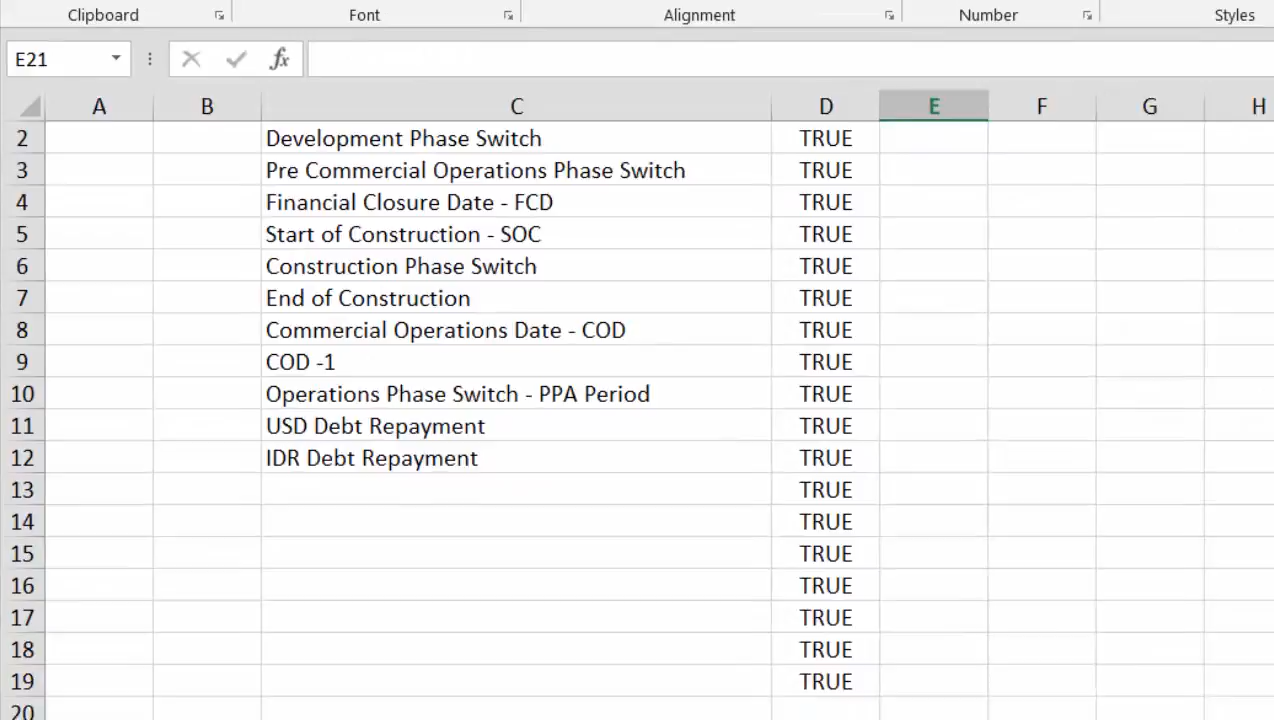 Clipboard Font Alignment Number Styles
E21 fx
A B C D E F G H
2 Development Phase Switch TRUE
3 Pre Commercial Operations Phase Switch TRUE
4 Financial Closure Date - FCD TRUE
5 Start of Construction - SOC TRUE
6 Construction Phase Switch TRUE
7 End of Construction TRUE
8 Commercial Operations Date - COD TRUE
9 COD -1 TRUE
10 Operations Phase Switch - PPA Period TRUE
11 USD Debt Repayment TRUE
12 IDR Debt Repayment TRUE
13 TRUE
14 TRUE
15 TRUE
16 TRUE
17 TRUE
18 TRUE
19 TRUE
20